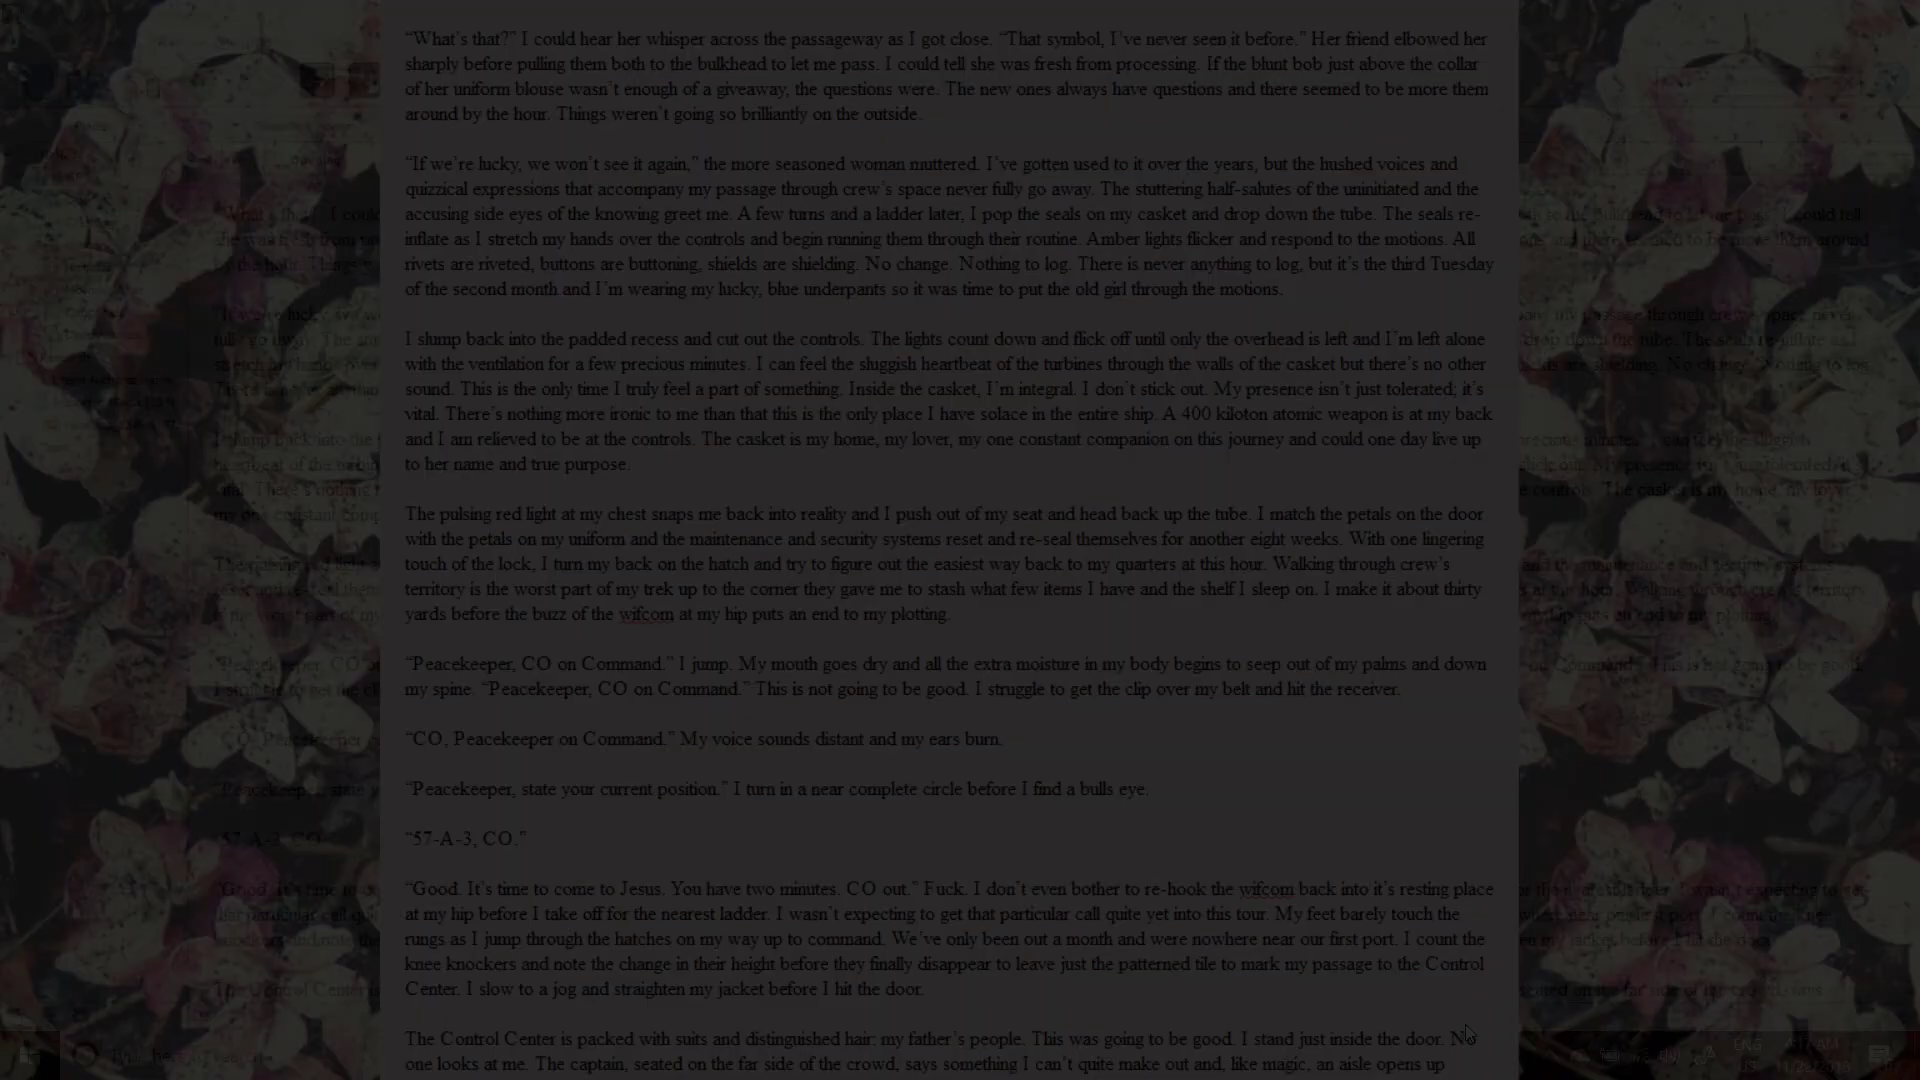 “What’s that?” I could hear her whisper across the passageway as I got close. “That symbol, I’ve never seen it before.” Her friend elbowed her
sharply before pulling them both to the bulkhead to let me pass. I could tell she was fresh from processing. If the blunt bob just above the collar
of her uniform blouse wasn’t enough of a giveaway, the questions were. The new ones always have questions and there seemed to be more them
around by the hour. Things weren’t going so brilliantly on the outside.
“If we’re lucky, we won’t see it again,” the more seasoned woman muttered. I’ve gotten used to it over the years, but the hushed voices and
quizzical expressions that accompany my passage through crew’s space never fully go away. The stuttering half-salutes of the uninitiated and the
accusing side eyes of the knowing greet me. A few turns and a ladder later, I pop the seals on my casket and drop down the tube. The seals re-
inflate as I stretch my hands over the controls and begin running them through their routine. Amber lights flicker and respond to the motions. All
rivets are riveted, buttons are buttoning, shields are shielding. No change. Nothing to log. There is never anything to log, but it’s the third Tuesday
of the second month and I’m wearing my lucky, blue underpants so it was time to put the old girl through the motions.
I slump back into the padded recess and cut out the controls. The lights count down and flick off until only the overhead is left and I’m left alone
with the ventilation for a few precious minutes. I can feel the sluggish heartbeat of the turbines through the walls of the casket but there’s no other
sound. This is the only time I truly feel a part of something. Inside the casket, I’m integral. I don’t stick out. My presence isn’t just tolerated; it’s
vital. There’s nothing more ironic to me than that this is the only place I have solace in the entire ship. A 400 kiloton atomic weapon is at my back
and I am relieved to be at the controls. The casket is my home, my lover, my one constant companion on this journey and could one day live up
to her name and true purpose.
The pulsing red light at my chest snaps me back into reality and I push out of my seat and head back up the tube. I match the petals on the door
with the petals on my uniform and the maintenance and security systems reset and re-seal themselves for another eight weeks. With one lingering
touch of the lock, I turn my back on the hatch and try to figure out the easiest way back to my quarters at this hour. Walking through crew’s
territory is the worst part of my trek up to the corner they gave me to stash what few items I have and the shelf I sleep on. I make it about thirty
yards before the buzz of the wifcom at my hip puts an end to my plotting.
“Peacekeeper, CO on Command.” I jump. My mouth goes dry and all the extra moisture in my body begins to seep out of my palms and down
my spine. “Peacekeeper, CO on Command.” This is not going to be good. I struggle to get the clip over my belt and hit the receiver.
“CO, Peacekeeper on Command.” My voice sounds distant and my ears burn.
“Peacekeeper, state your current position.” I turn in a near complete circle before I find a bulls eye.
“57-A-3, CO.”
“Good. It’s time to come to Jesus. You have two minutes. CO out.” Fuck. I don’t even bother to re-hook the wifcom back into it’s resting place
at my hip before I take off for the nearest ladder. I wasn’t expecting to get that particular call quite yet into this tour. My feet barely touch the
rungs as I jump through the hatches on my way up to command. We’ve only been out a month and were nowhere near our first port. I count the
knee knockers and note the change in their height before they finally disappear to leave just the patterned tile to mark my passage to the Control
Center. I slow to a jog and straighten my jacket before I hit the door.
The Control Center is packed with suits and distinguished hair: my father’s people. This was going to be good. I stand just inside the door. No
one looks at me. The captain, seated on the far side of the crowd, says something I can’t quite make out and, like magic, an aisle opens up